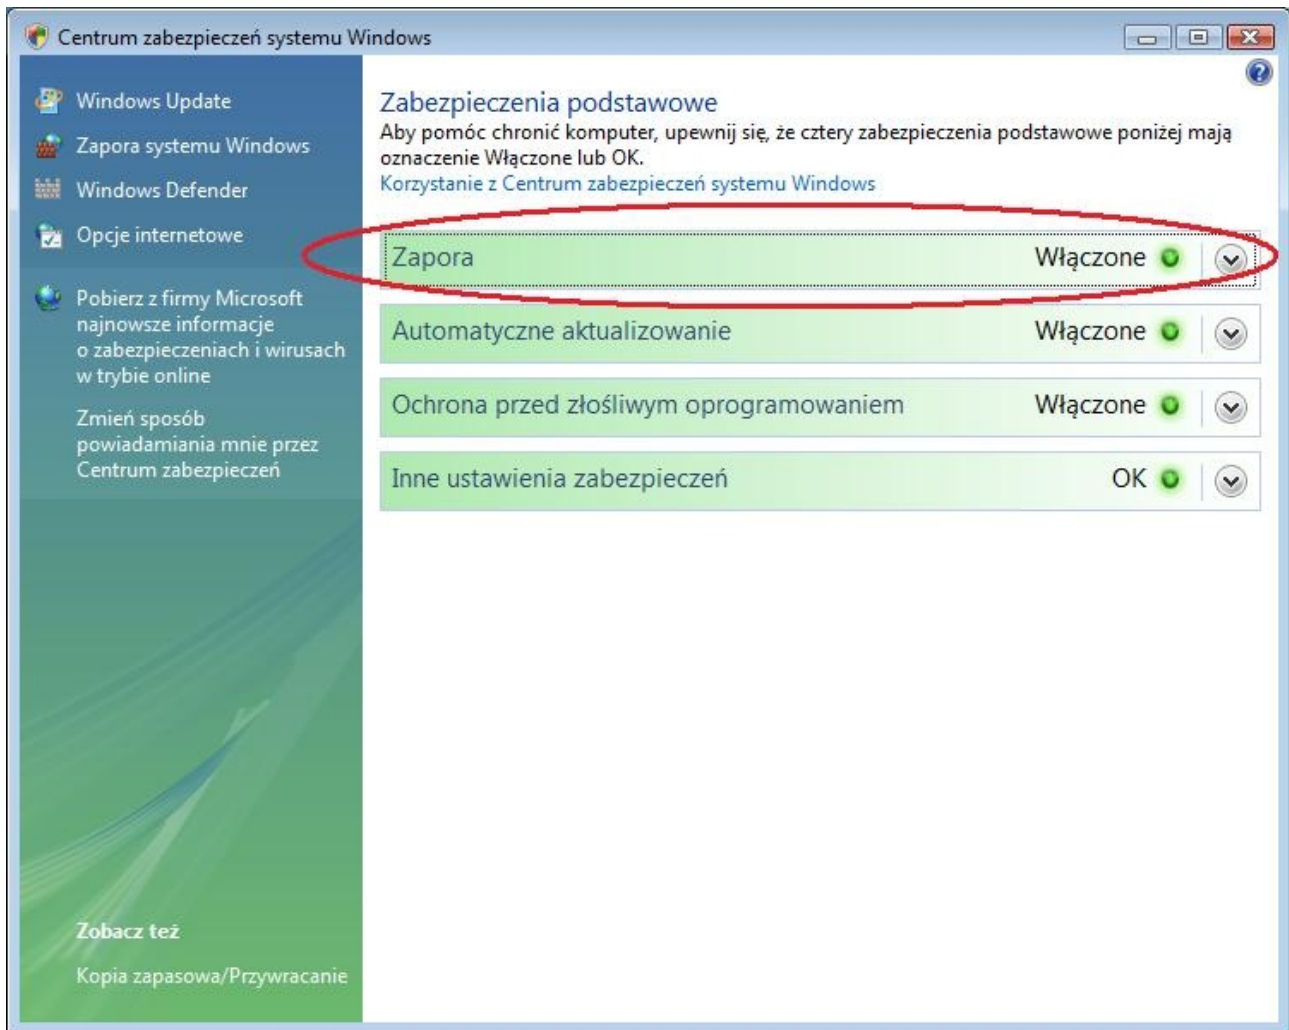 Centrum zabezpieczeń systemu Windows
Windows Update
Zapora systemu Windows
Windows Defender
Opcje internetowe
Pobierz z firmy Microsoft
najnowsze informacje
o zabezpieczeniach i wirusach
w trybie online
Zmień sposób
powiadamiania mnie przez
Centrum zabezpieczeń
Zobacz też
Kopia zapasowa/Przywracanie
Zabezpieczenia podstawowe
Aby pomóc chronić komputer, upewnij się, że cztery zabezpieczenia podstawowe poniżej mają
oznaczenie Włączone lub OK.
Korzystanie z Centrum zabezpieczeń systemu Windows
Zapora Włączone
Automatyczne aktualizowanie Włączone
Ochrona przed złośliwym oprogramowaniem Włączone
Inne ustawienia zabezpieczeń OK